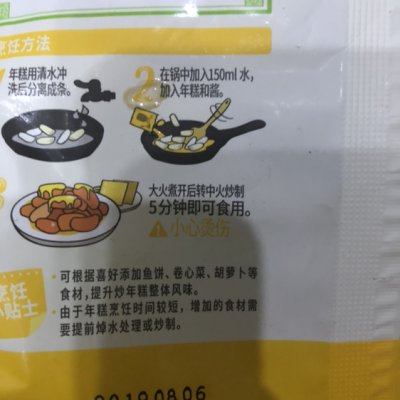 烹饪方法
1
年糕用清水冲
洗后分离成条。
2
在锅中加入150ml 水,
加入年糕和酱。
大火煮开后转中火炒制
5分钟即可食用。
小心烫伤
烹饪
小贴士
· 可根据喜好添加鱼饼、卷心菜、胡萝卜等
食材,提升炒年糕整体风味。
· 由于年糕烹饪时间较短,增加的食材需
要提前焯水处理或炒制。
20190806